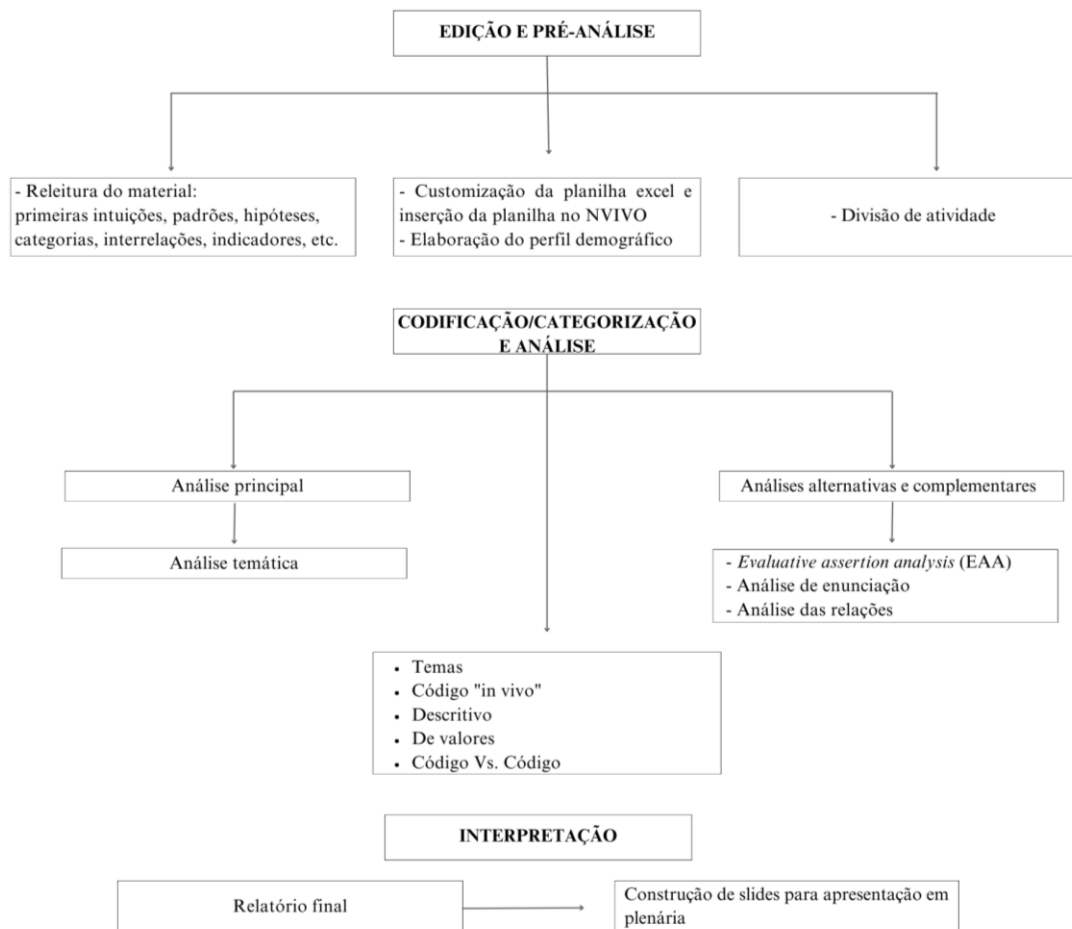 EDIÇÃO E PRÉ-ANÁLISE
- Releitura do material:
primeiras intuições, padrões, hipóteses,
categorias, interrelações, indicadores, etc.
- Customização da planilha excel e
inserção da planilha no NVIVO
- Elaboração do perfil demográfico
- Divisão de atividade
CODIFICAÇÃO/CATEGORIZAÇÃO
E ANÁLISE
Análise principal
Análise temática
Análises alternativas e complementares
- Evaluative assertion analysis (EAA)
- Análise de enunciação
- Análise das relações
• Temas
• Código "in vivo"
• Descritivo
• De valores
• Código Vs. Código
INTERPRETAÇÃO
Relatório final
Construção de slides para apresentação em
plenária